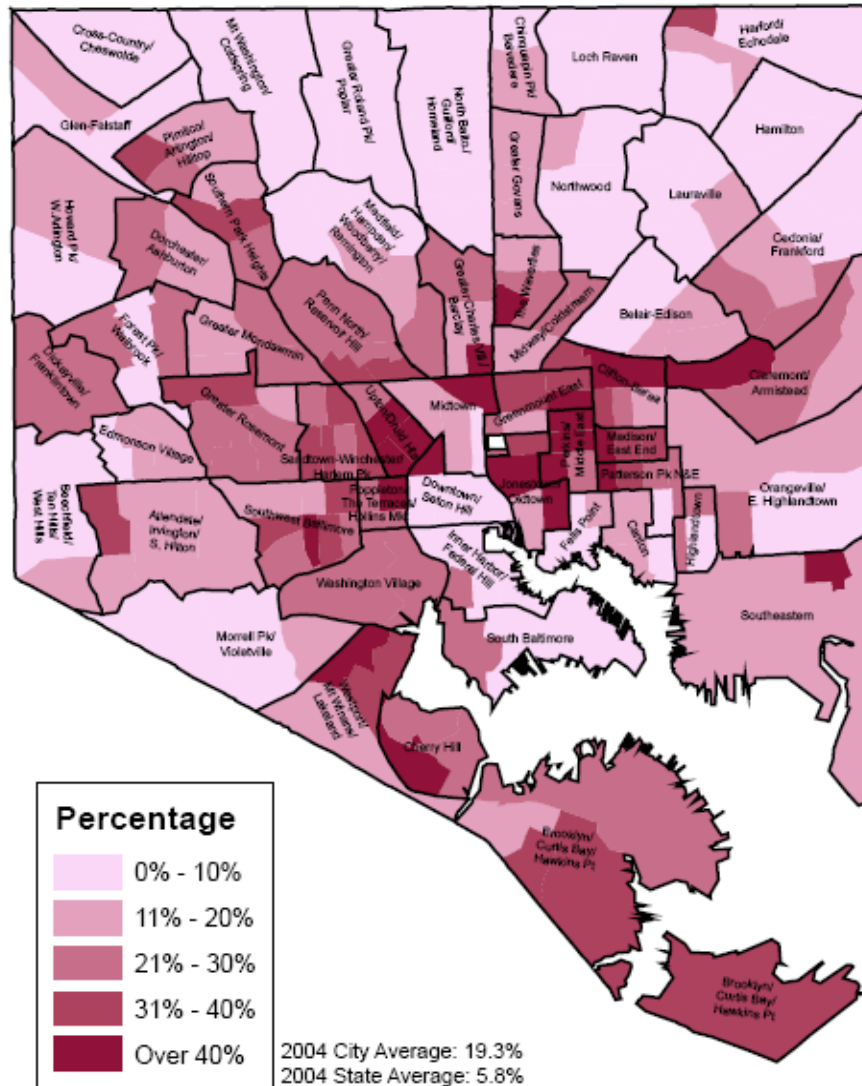 Cross-Country/
Cheswolde
Mt Washington/
Coldspring
Greater Roland Pk/
Poplar
North Balto./
Guilford/
Homeland
Chinquapin Pk/
Belvedere
Loch Raven
Harford/
Echodale
Glen-Falstaff
Pimlico/
Arlington/
Hilltop
Hamilton
Howard Pk/
W. Arlington
Southern Park Heights
Greater Govans
Northwood
Lauraville
Dorchester/
Ashburton
Medfield/
Hampden/
Woodberry/
Remington
Cedonia/
Frankford
Forest Pk/
Walbrook
Greater Mondawmin
Penn North/
Reservoir Hill
Greater Charles Vill/
Barclay
The Waverlies
Midway/Coldstream
Belair-Edison
Dickeyville/
Franklintown
Claremont/
Armistead
Greater Rosemont
Upton/Druid Hts
Midtown
Greenmount East
Clifton-Berea
Edmonson Village
Sandtown-Winchester/
Harlem Pk
Perkins/
Middle East
Madison/
East End
Beechfield/
Ten Hills/
West Hills
Poppleton/
The Terraces/
Hollins Mkt
Downtown/
Seton Hill
Jonestown/
Oldtown
Patterson Pk N&E
Orangeville/
E. Highlandtown
Allendale/
Irvington/
S. Hilton
Southwest Baltimore
Inner Harbor/
Federal Hill
Fells Point
Canton
Highlandtown
Washington Village
Southeastern
Morrell Pk/
Violetville
South Baltimore
Westport/
Mt Winans/
Lakeland
Cherry Hill
Brooklyn/
Curtis Bay/
Hawkins Pt
Brooklyn/
Curtis Bay/
Hawkins Pt
Percentage
0% - 10%
11% - 20%
21% - 30%
31% - 40%
Over 40%
2004 City Average: 19.3%
2004 State Average: 5.8%